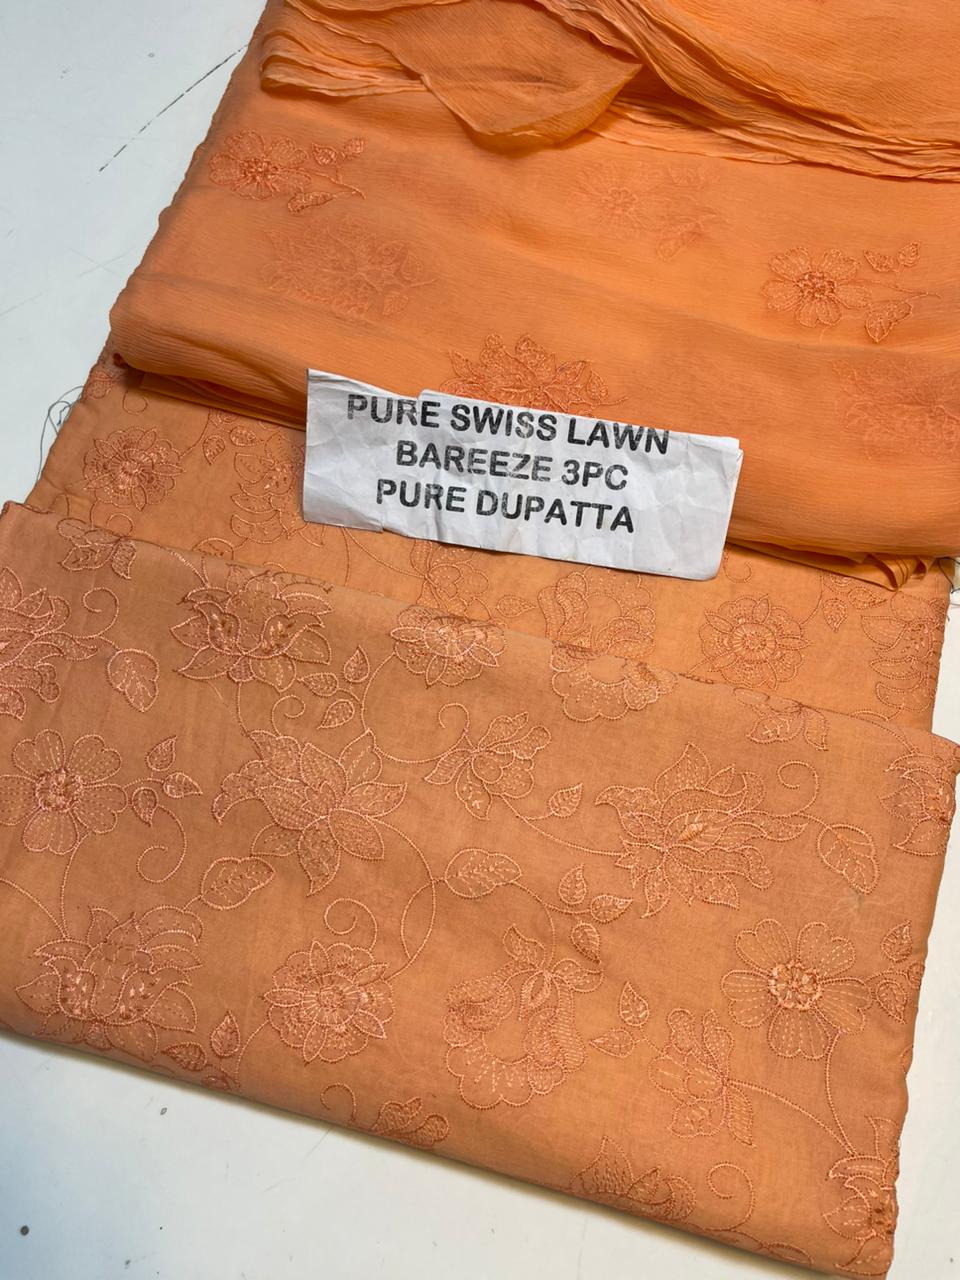 PURE SWISS LAWN
BAREEZE 3PC
PURE DUPATTA